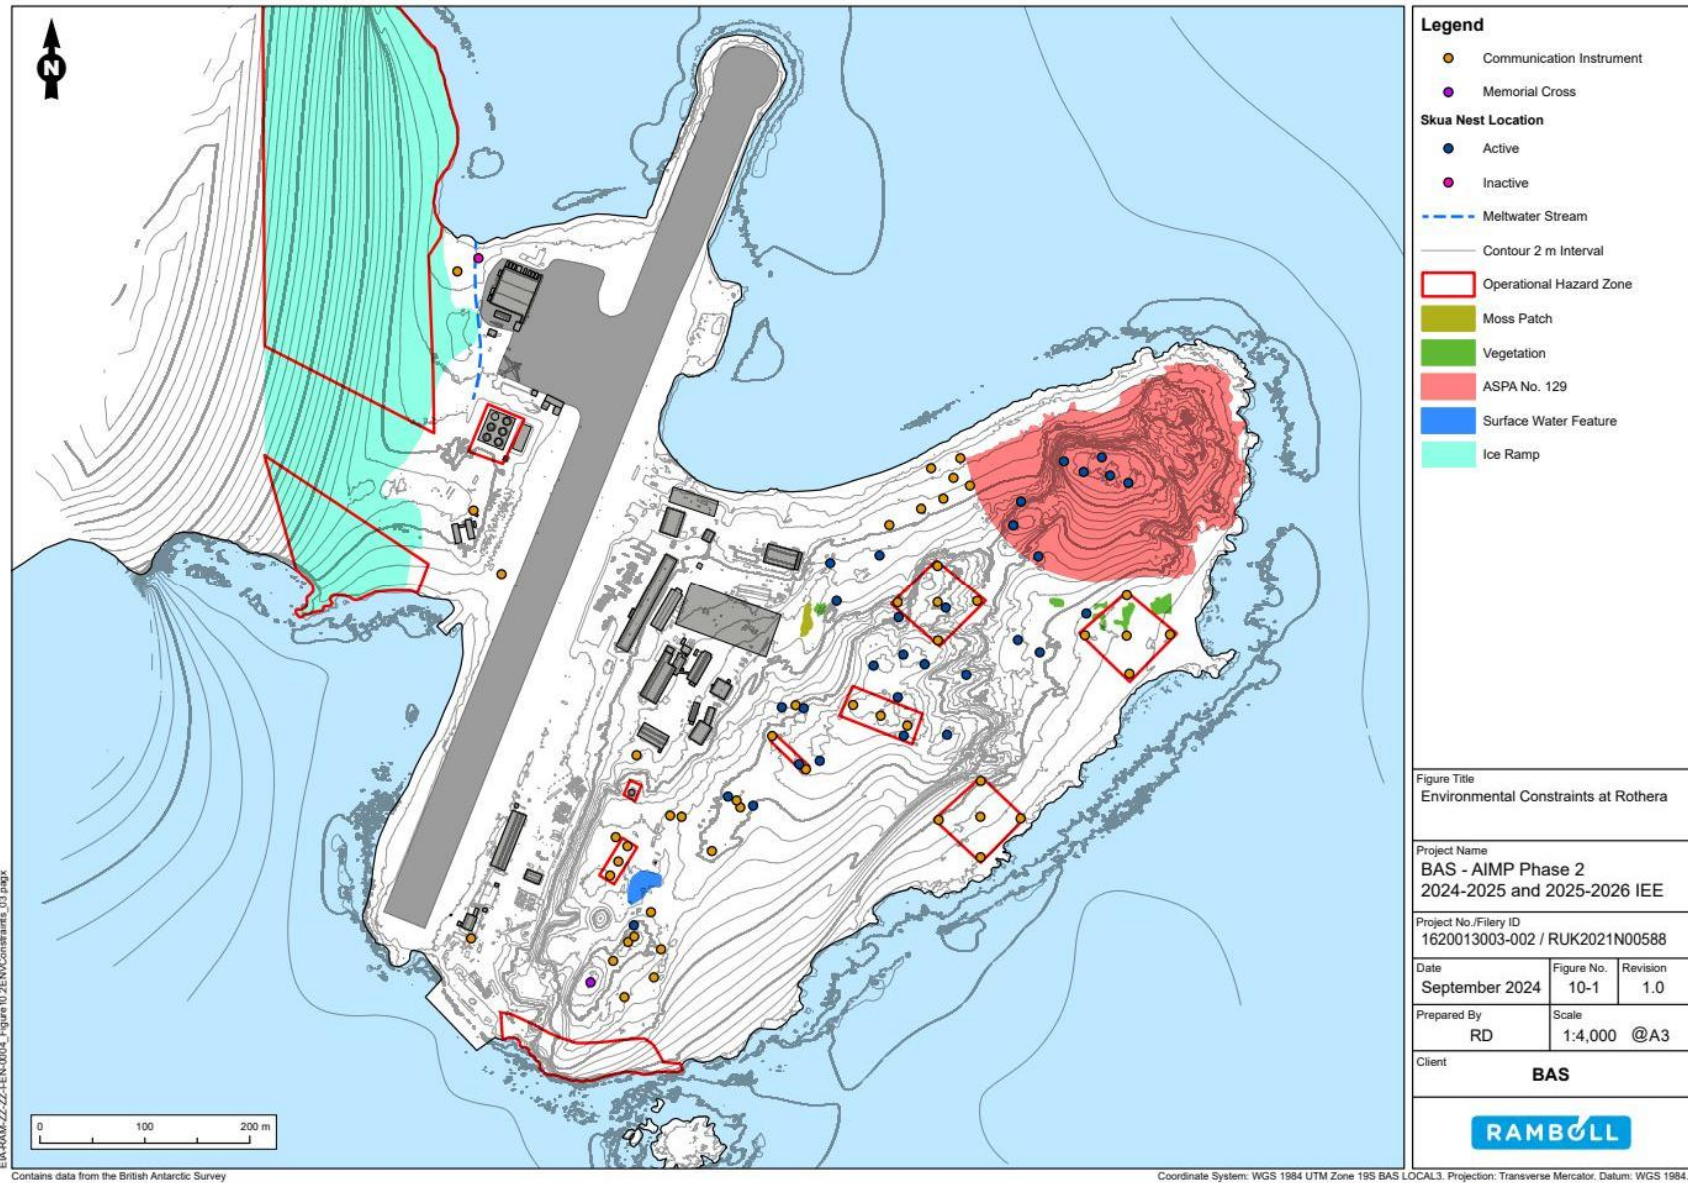 N
Legend
Communication Instrument
Memorial Cross
Skua Nest Location
Active
Inactive
Meltwater Stream
Contour 2 m Interval
Operational Hazard Zone
Moss Patch
Vegetation
ASPA No. 129
Surface Water Feature
Ice Ramp
Figure Title
Environmental Constraints at Rothera
Project Name
BAS - AIMP Phase 2
2024-2025 and 2025-2026 IEE
Project No./Filery ID
1620013003-002 / RUK2021N00588
Date
September 2024
Figure No.
10-1
Revision
1.0
Prepared By
RD
Scale
1:4,000 @A3
Client
BAS
RAMBOLL
0 100 200 m
Contains data from the British Antarctic Survey
Coordinate System: WGS 1984 UTM Zone 19S BAS LOCAL3. Projection: Transverse Mercator. Datum: WGS 1984.